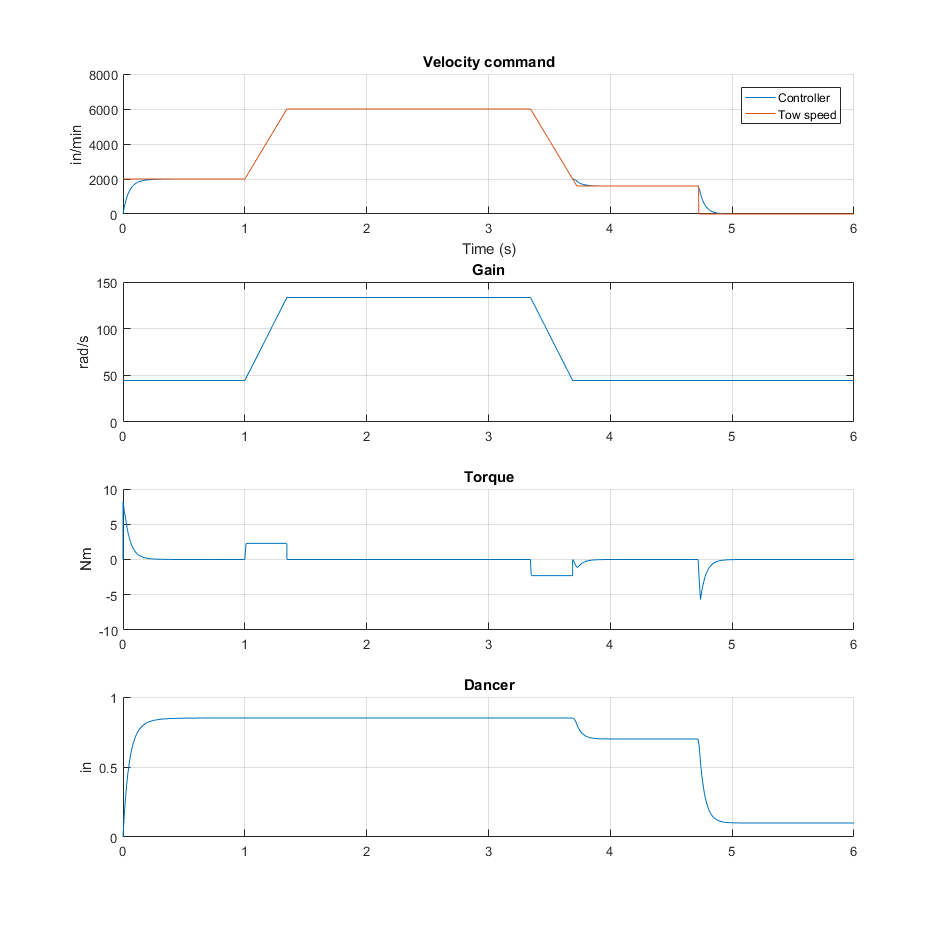 Velocity command
8000
6000
4000
2000
0
in/min
Controller
Tow speed
0 1 2 3 4 5 6
Time (s)
Gain
150
100
50
0
rad/s
0 1 2 3 4 5 6
Torque
10
5
0
-5
-10
Nm
0 1 2 3 4 5 6
Dancer
1
0.5
0
in
0 1 2 3 4 5 6